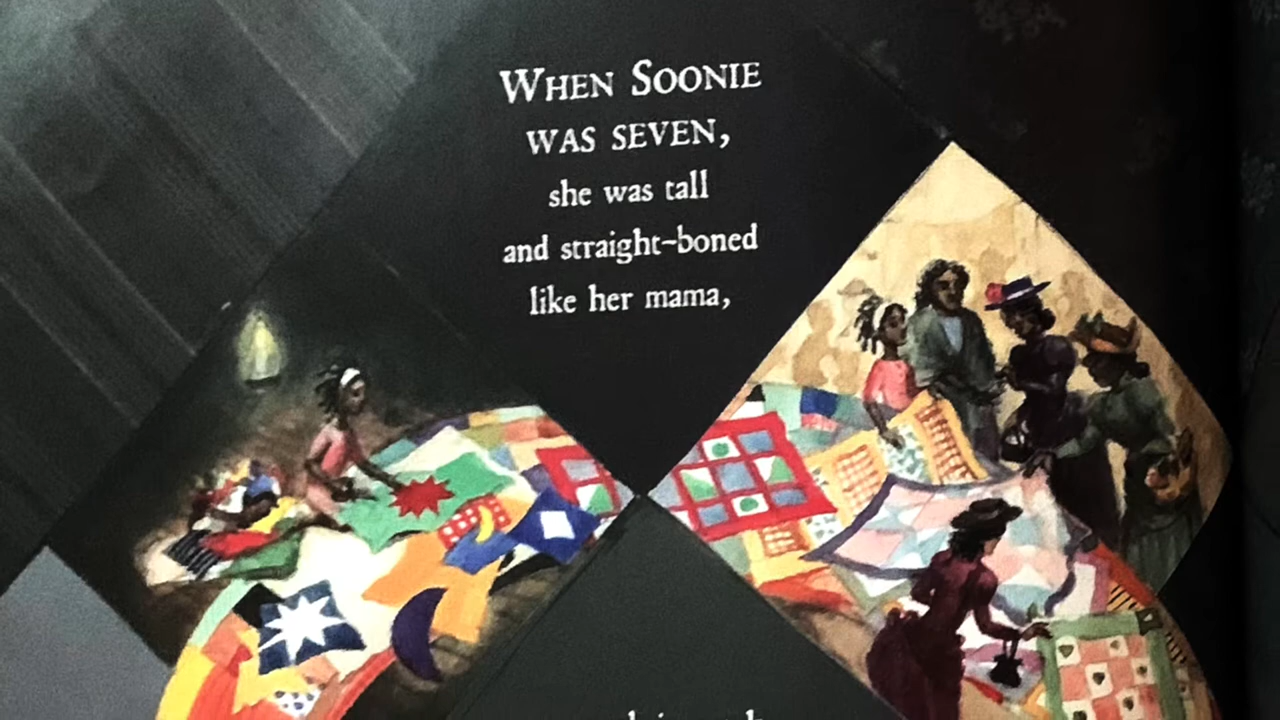 WHEN SOONIE
WAS SEVEN,
she was tall
and straight-boned
like her mama,